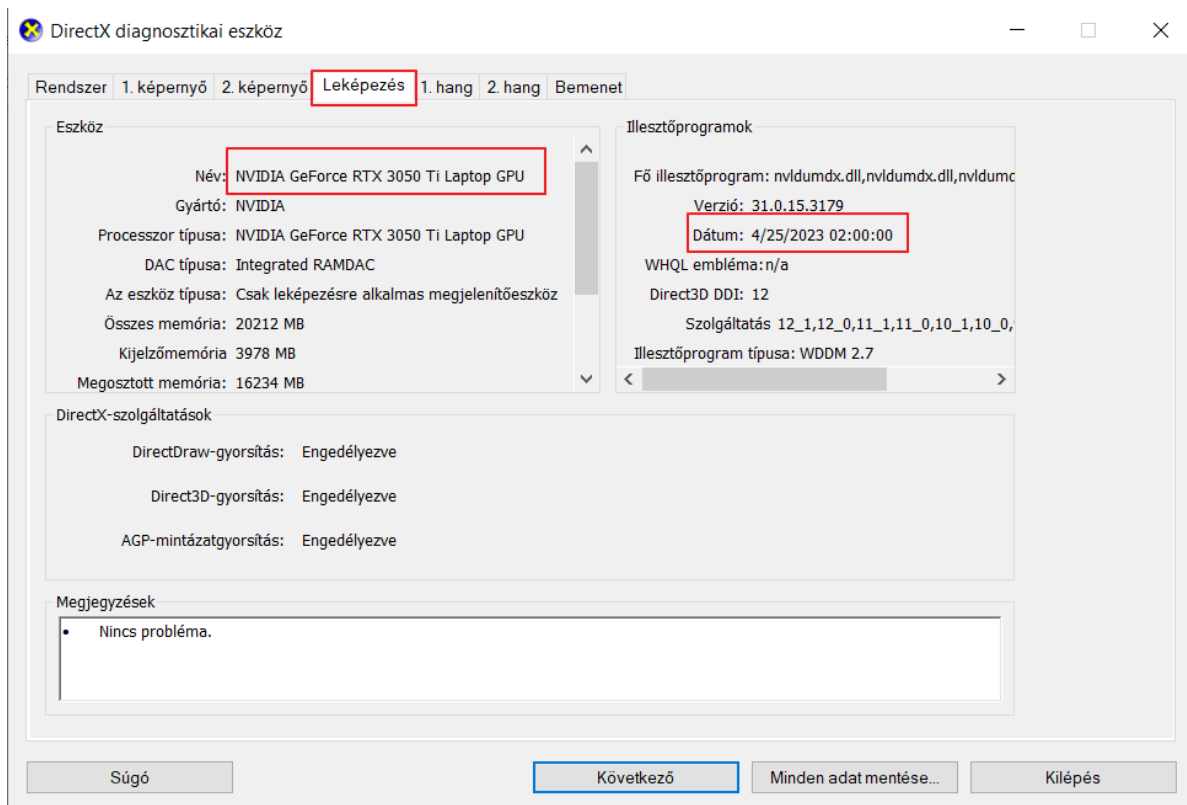 DirectX diagnosztikai eszköz
Rendszer 1. képernyő 2. képernyő Leképezés 1. hang 2. hang Bemenet
Eszköz
Név: NVIDIA GeForce RTX 3050 Ti Laptop GPU
Gyártó: NVIDIA
Processzor típusa: NVIDIA GeForce RTX 3050 Ti Laptop GPU
DAC típusa: Integrated RAMDAC
Az eszköz típusa: Csak leképezésre alkalmas megjelenítőeszköz
Összes memória: 20212 MB
Kijelzőmemória 3978 MB
Megosztott memória: 16234 MB
Illesztőprogramok
Fő illesztőprogram: nvldumdx.dll,nvldumdx.dll,nvldumd
Verzió: 31.0.15.3179
Dátum: 4/25/2023 02:00:00
WHQL embléma: n/a
Direct3D DDI: 12
Szolgáltatás 12_1,12_0,11_1,11_0,10_1,10_0,
Illesztőprogram típusa: WDDM 2.7
DirectX-szolgáltatások
DirectDraw-gyorsítás: Engedélyezve
Direct3D-gyorsítás: Engedélyezve
AGP-mintázatgyorsítás: Engedélyezve
Megjegyzések
• Nincs probléma.
Súgó Következő Minden adat mentése... Kilépés